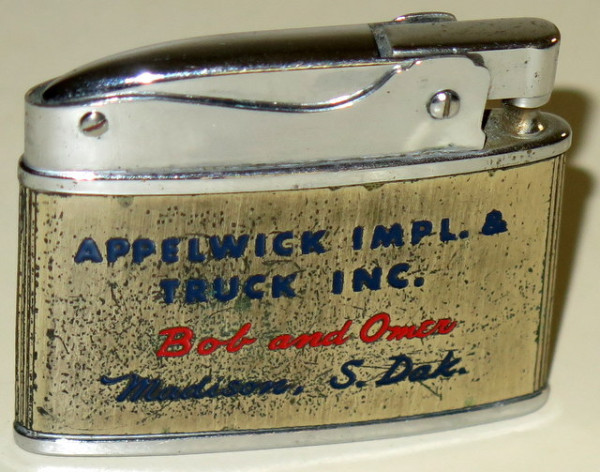 APPELWICK IMPL. &
TRUCK INC.
Bob and Omer
Madison, S. Dak.